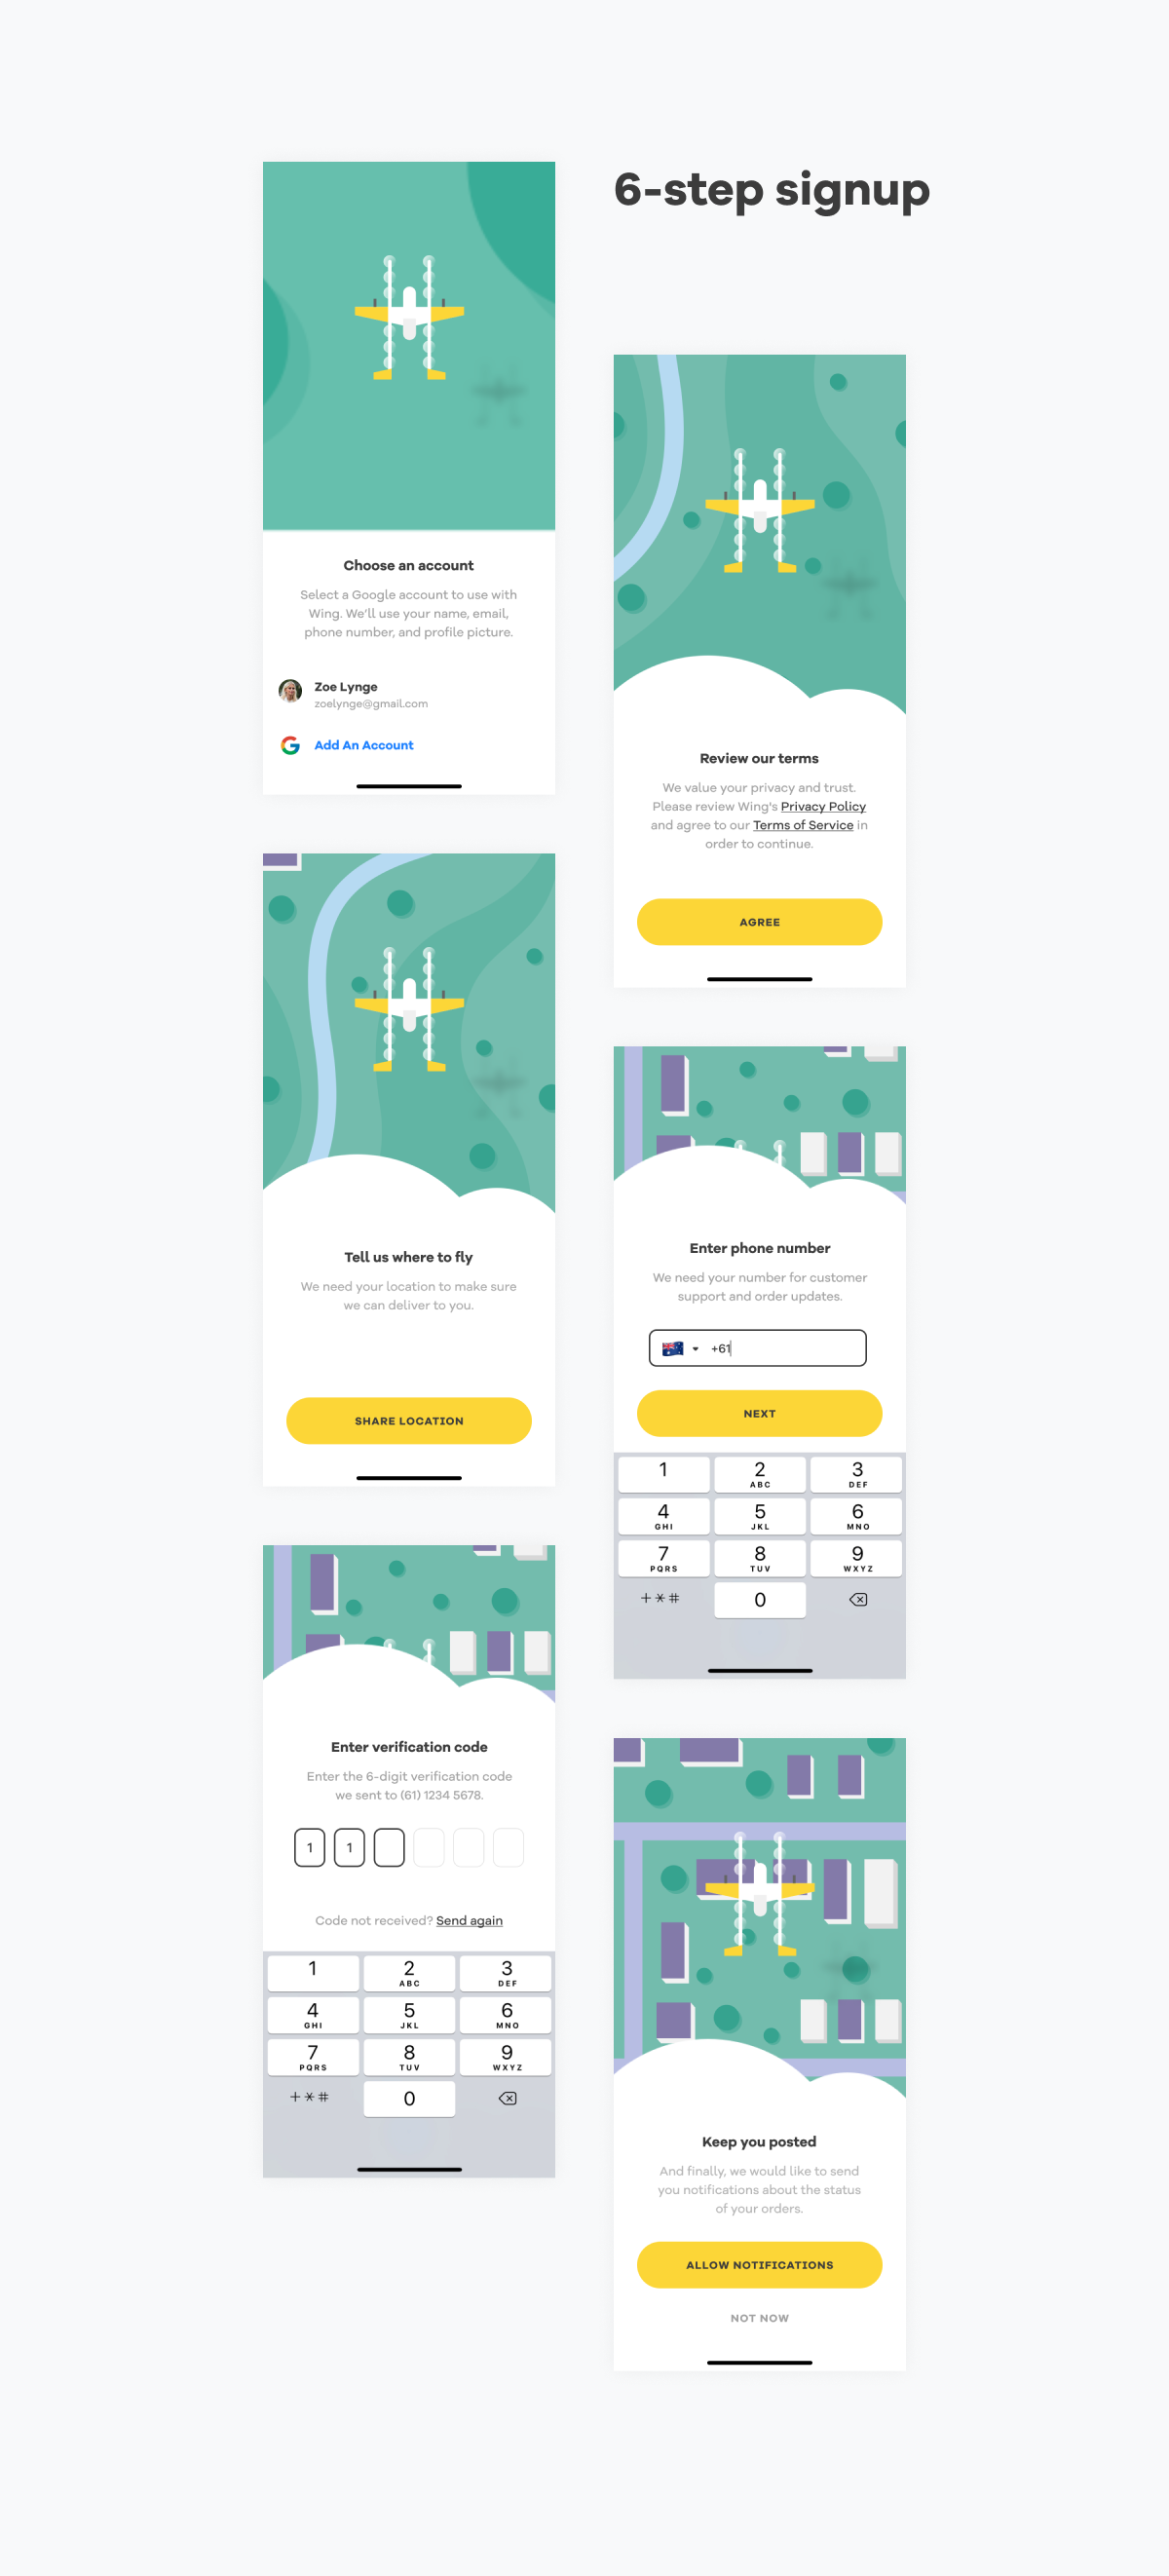 6-step signup
Choose an account
Select a Google account to use with
Wing. We'll use your name, email,
phone number, and profile picture.
Zoe Lynge
zoelynge@gmail.com
Add An Account
Review our terms
We value your privacy and trust.
Please review Wing's Privacy Policy
and agree to our Terms of Service in
order to continue.
AGREE
Tell us where to fly
We need your location to make sure
we can deliver to you.
SHARE LOCATION
Enter phone number
We need your number for customer
support and order updates.
+61
NEXT
1 2 3
ABC DEF
4 5 6
GHI JKL MNO
7 8 9
PQRS TUV WXYZ
+*# 0
Enter verification code
Enter the 6-digit verification code
we sent to (61) 1234 5678.
1 1
Code not received? Send again
1 2 3
ABC DEF
4 5 6
GHI JKL MNO
7 8 9
PQRS TUV WXYZ
+*# 0
Keep you posted
And finally, we would like to send
you notifications about the status
of your orders.
ALLOW NOTIFICATIONS
NOT NOW